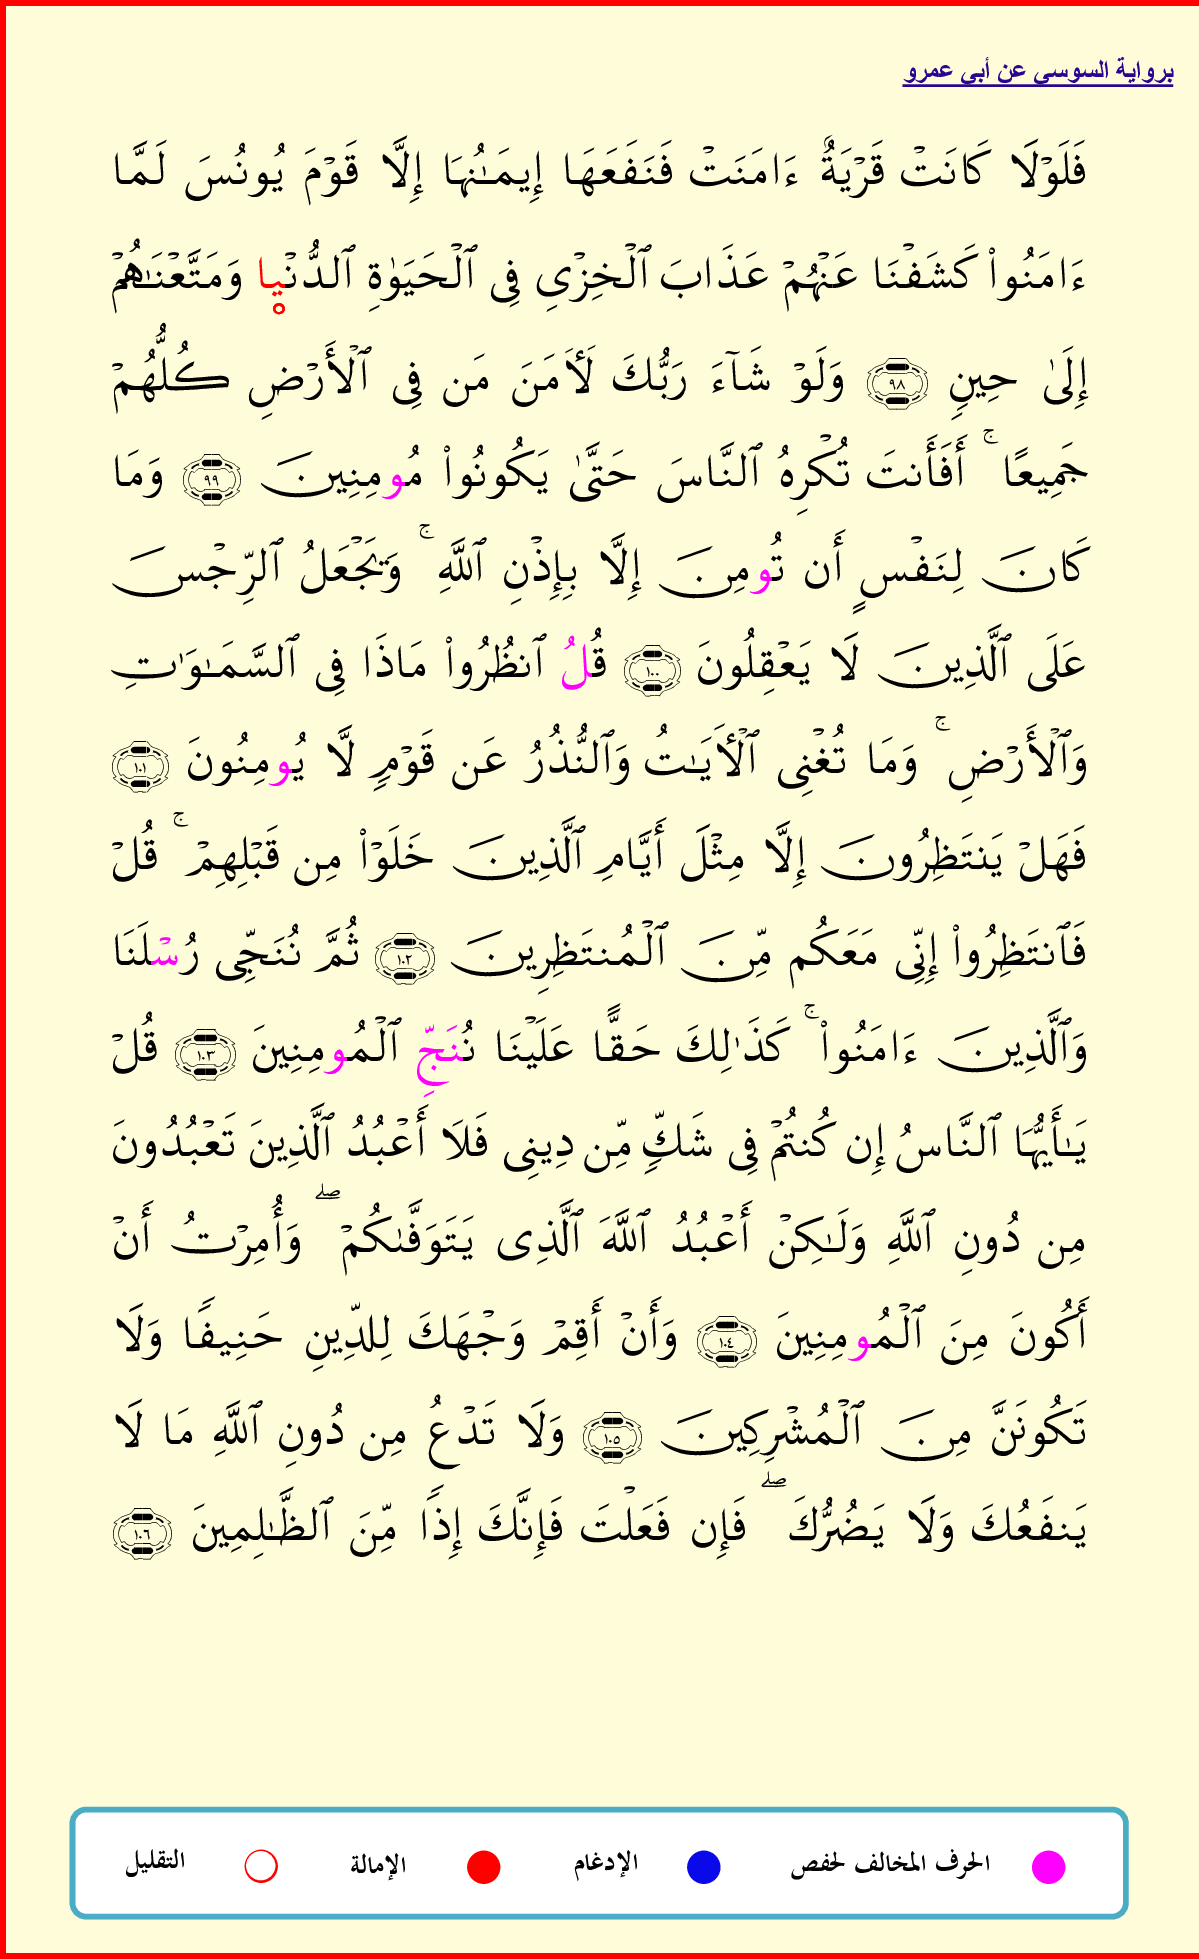 برواية السوسي عن أبي عمرو
فَلَوْلَا كَانَتْ قَرْيَةٌ ءَامَنَتْ فَنَفَعَهَا إِيمَـٰنُهَا إِلَّا قَوْمَ يُونُسَ لَمَّا
ءَامَنُوا۟ كَشَفْنَا عَنْهُمْ عَذَابَ ٱلْخِزْىِ فِى ٱلْحَيَوٰةِ ٱلدُّنْيا وَمَتَّعْنَـٰهُمْ
إِلَىٰ حِينٍ ٩٨ وَلَوْ شَآءَ رَبُّكَ لَأَمَنَ مَن فِى ٱلْأَرْضِ كُلُّهُمْ
جَمِيعًا ۚ أَفَأَنتَ تُكْرِهُ ٱلنَّاسَ حَتَّىٰ يَكُونُوا۟ مُومِنِينَ ٩٩ وَمَا
كَانَ لِنَفْسٍ أَن تُومِنَ إِلَّا بِإِذْنِ ٱللَّهِ ۚ وَيَجْعَلُ ٱلرِّجْسَ
عَلَى ٱلَّذِينَ لَا يَعْقِلُونَ ١٠٠ قُلُ ٱنظُرُوا۟ مَاذَا فِى ٱلسَّمَـٰوَٰتِ
وَٱلْأَرْضِ ۚ وَمَا تُغْنِى ٱلْأَيَـٰتُ وَٱلنُّذُرُ عَن قَوْمٍ لَّا يُومِنُونَ ١٠١
فَهَلْ يَنتَظِرُونَ إِلَّا مِثْلَ أَيَّامِ ٱلَّذِينَ خَلَوْا۟ مِن قَبْلِهِمْ ۚ قُلْ
فَٱنتَظِرُوا۟ إِنِّى مَعَكُم مِّنَ ٱلْمُنتَظِرِينَ ١٠٢ ثُمَّ نُنَجِّى رُسْلَنَا
وَٱلَّذِينَ ءَامَنُوا۟ ۚ كَذَٰلِكَ حَقًّا عَلَيْنَا نُنَجِّ ٱلْمُومِنِينَ ١٠٣ قُلْ
يَـٰأَيُّهَا ٱلنَّاسُ إِن كُنتُمْ فِى شَكٍّ مِّن دِينِى فَلَا أَعْبُدُ ٱلَّذِينَ تَعْبُدُونَ
مِن دُونِ ٱللَّهِ وَلَـٰكِنْ أَعْبُدُ ٱللَّهَ ٱلَّذِى يَتَوَفَّىٰكُمْ ۖ وَأُمِرْتُ أَنْ
أَكُونَ مِنَ ٱلْمُومِنِينَ ١٠٤ وَأَنْ أَقِمْ وَجْهَكَ لِلدِّينِ حَنِيفًا وَلَا
تَكُونَنَّ مِنَ ٱلْمُشْرِكِينَ ١٠٥ وَلَا تَدْعُ مِن دُونِ ٱللَّهِ مَا لَا
يَنفَعُكَ وَلَا يَضُرُّكَ ۖ فَإِن فَعَلْتَ فَإِنَّكَ إِذًا مِّنَ ٱلظَّـٰلِمِينَ ١٠٦
الحرف المخالف لحفص الإدغام الإمالة التقليل